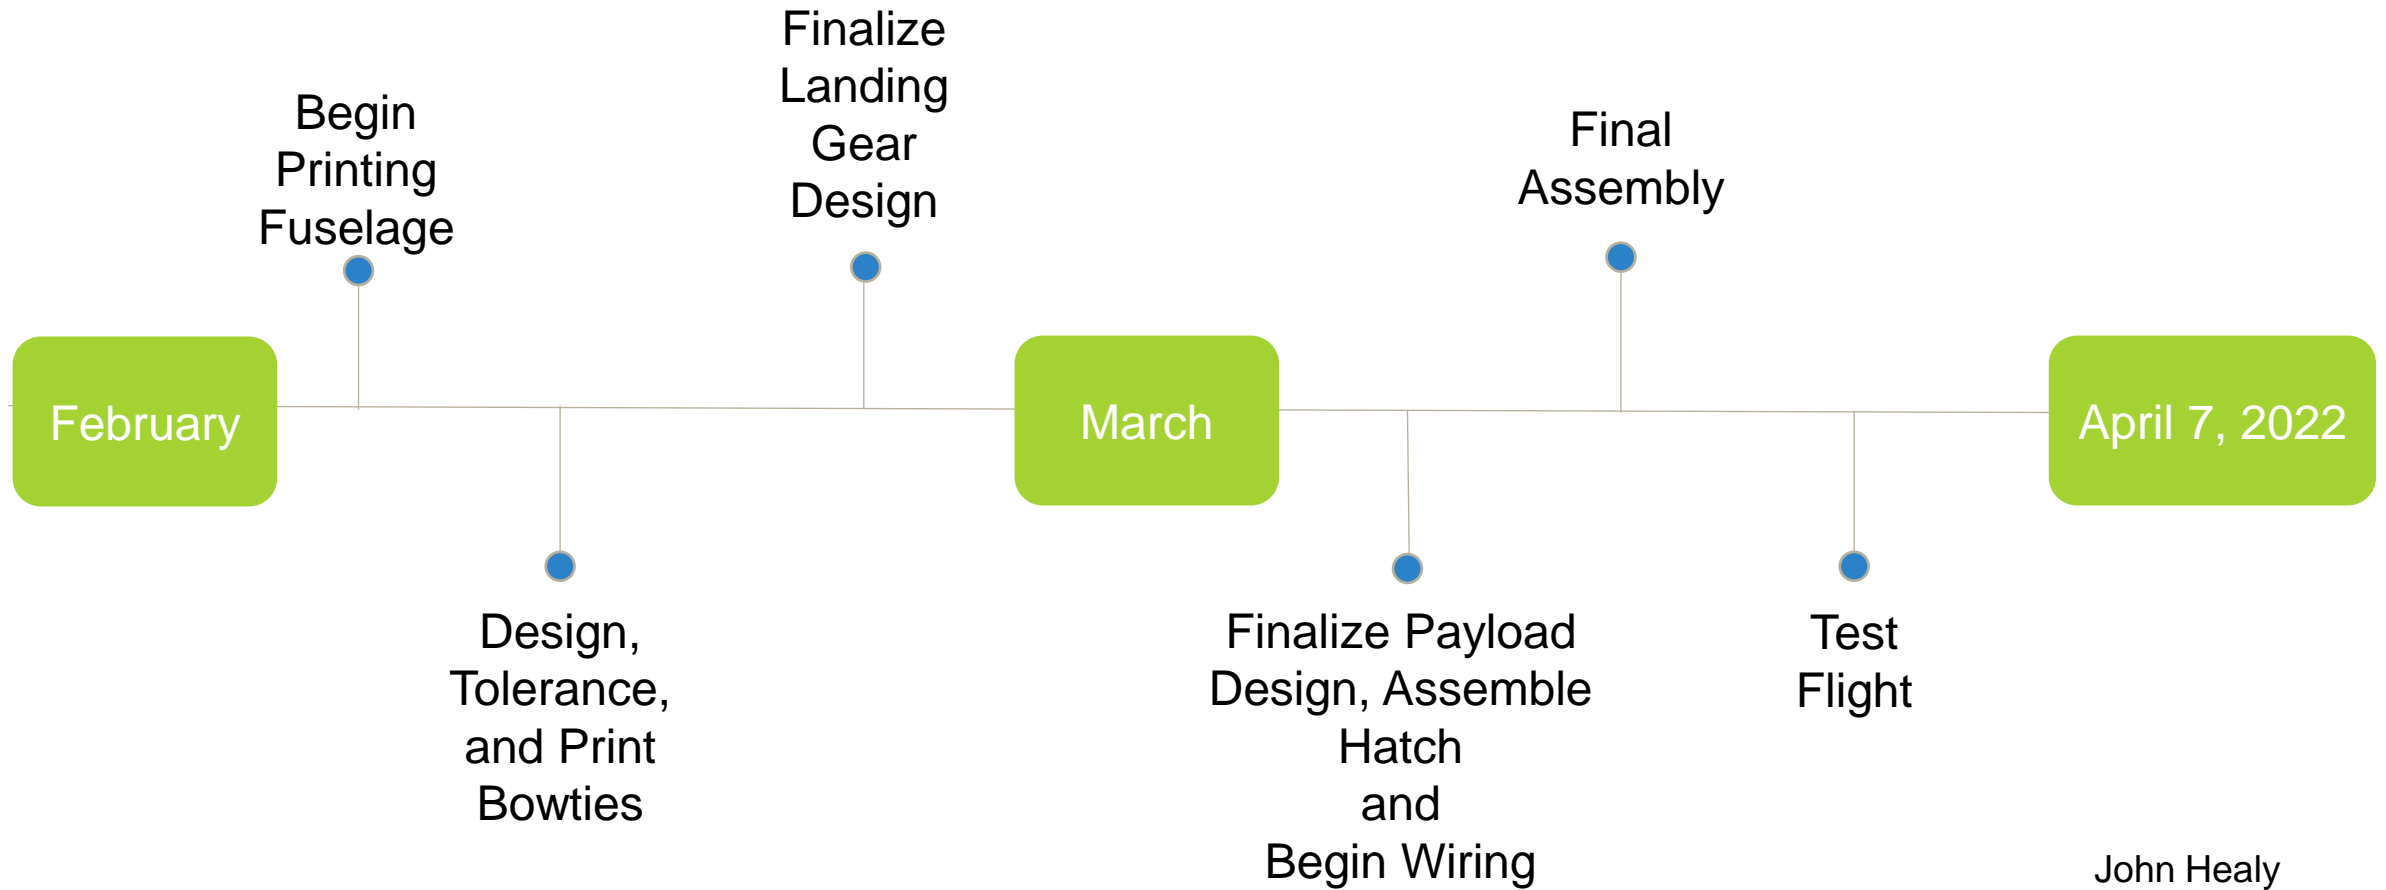 Finalize
Landing
Gear
Design
Begin
Printing
Fuselage
Final
Assembly
February
March
April 7, 2022
Design,
Tolerance,
and Print
Bowties
Finalize Payload
Design, Assemble
Hatch
and
Begin Wiring
Test
Flight
John Healy